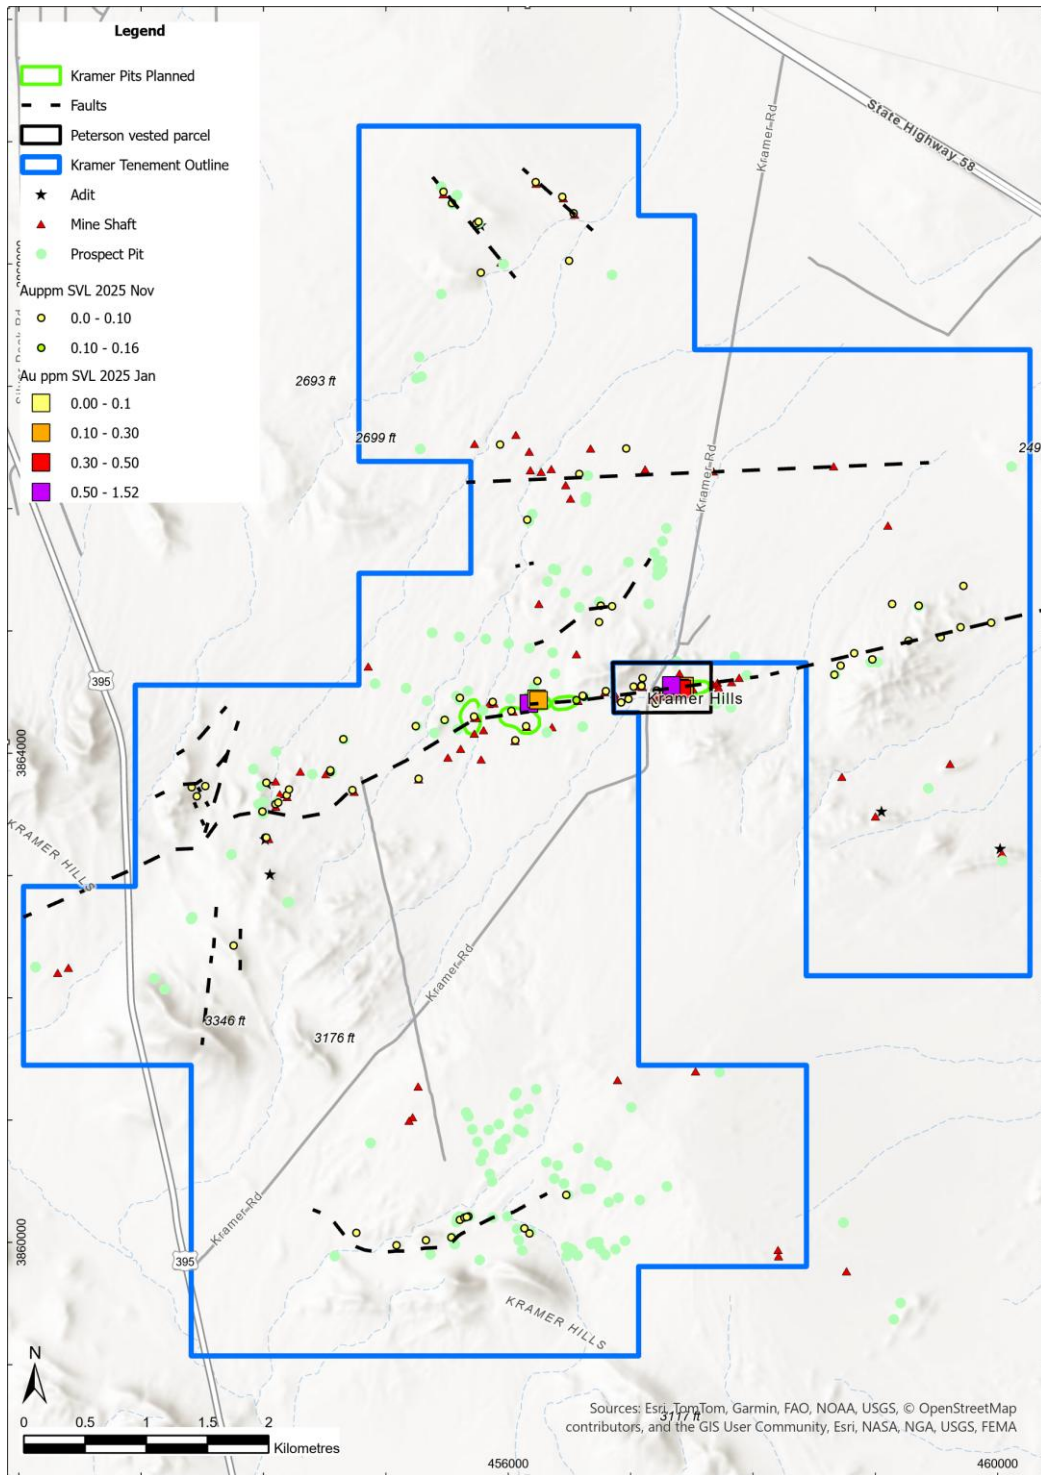 Legend
Kramer Pits Planned
Faults
Peterson vested parcel
Kramer Tenement Outline
Adit
Mine Shaft
Prospect Pit
Auppm SVL 2025 Nov
0.0 - 0.10
0.10 - 0.16
Au ppm SVL 2025 Jan
0.00 - 0.1
0.10 - 0.30
0.30 - 0.50
0.50 - 1.52
State Highway 58
Kramer Rd
2693 ft
2699 ft
249
Kramer Rd
395
Kramer Hills
3864000
KRAMER HILLS
Kramer Rd
3346 ft
3176 ft
Kramer Rd
3860000
395
KRAMER HILLS
N
0 0.5 1 1.5 2
Kilometres
3117 ft
Sources: Esri, TomTom, Garmin, FAO, NOAA, USGS, © OpenStreetMap
contributors, and the GIS User Community, Esri, NASA, NGA, USGS, FEMA
456000
460000